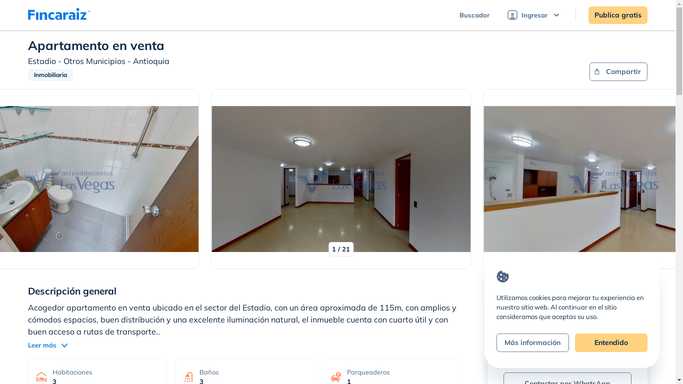 Fincaraiz
Buscador
Ingresar
Publica gratis
Apartamento en venta
Estadio - Otros Municipios - Antioquia
Inmobiliaria
Compartir
Las Vegas
Las Vegas
Las Vegas
1 / 21
Descripción general
Acogedor apartamento en venta ubicado en el sector del Estadio, con un área aproximada de 115m, con amplios y
cómodos espacios, buen distribución y una excelente iluminación natural, el inmueble cuenta con cuarto útil y con
buen acceso a rutas de transporte..
Leer más
Habitaciones
3
Baños
3
Parqueaderos
1
Utilizamos cookies para mejorar tu experiencia en
nuestro sitio web. Al continuar en el sitio
consideramos que aceptas su uso.
Más información
Entendido
Contactar por WhatsApp